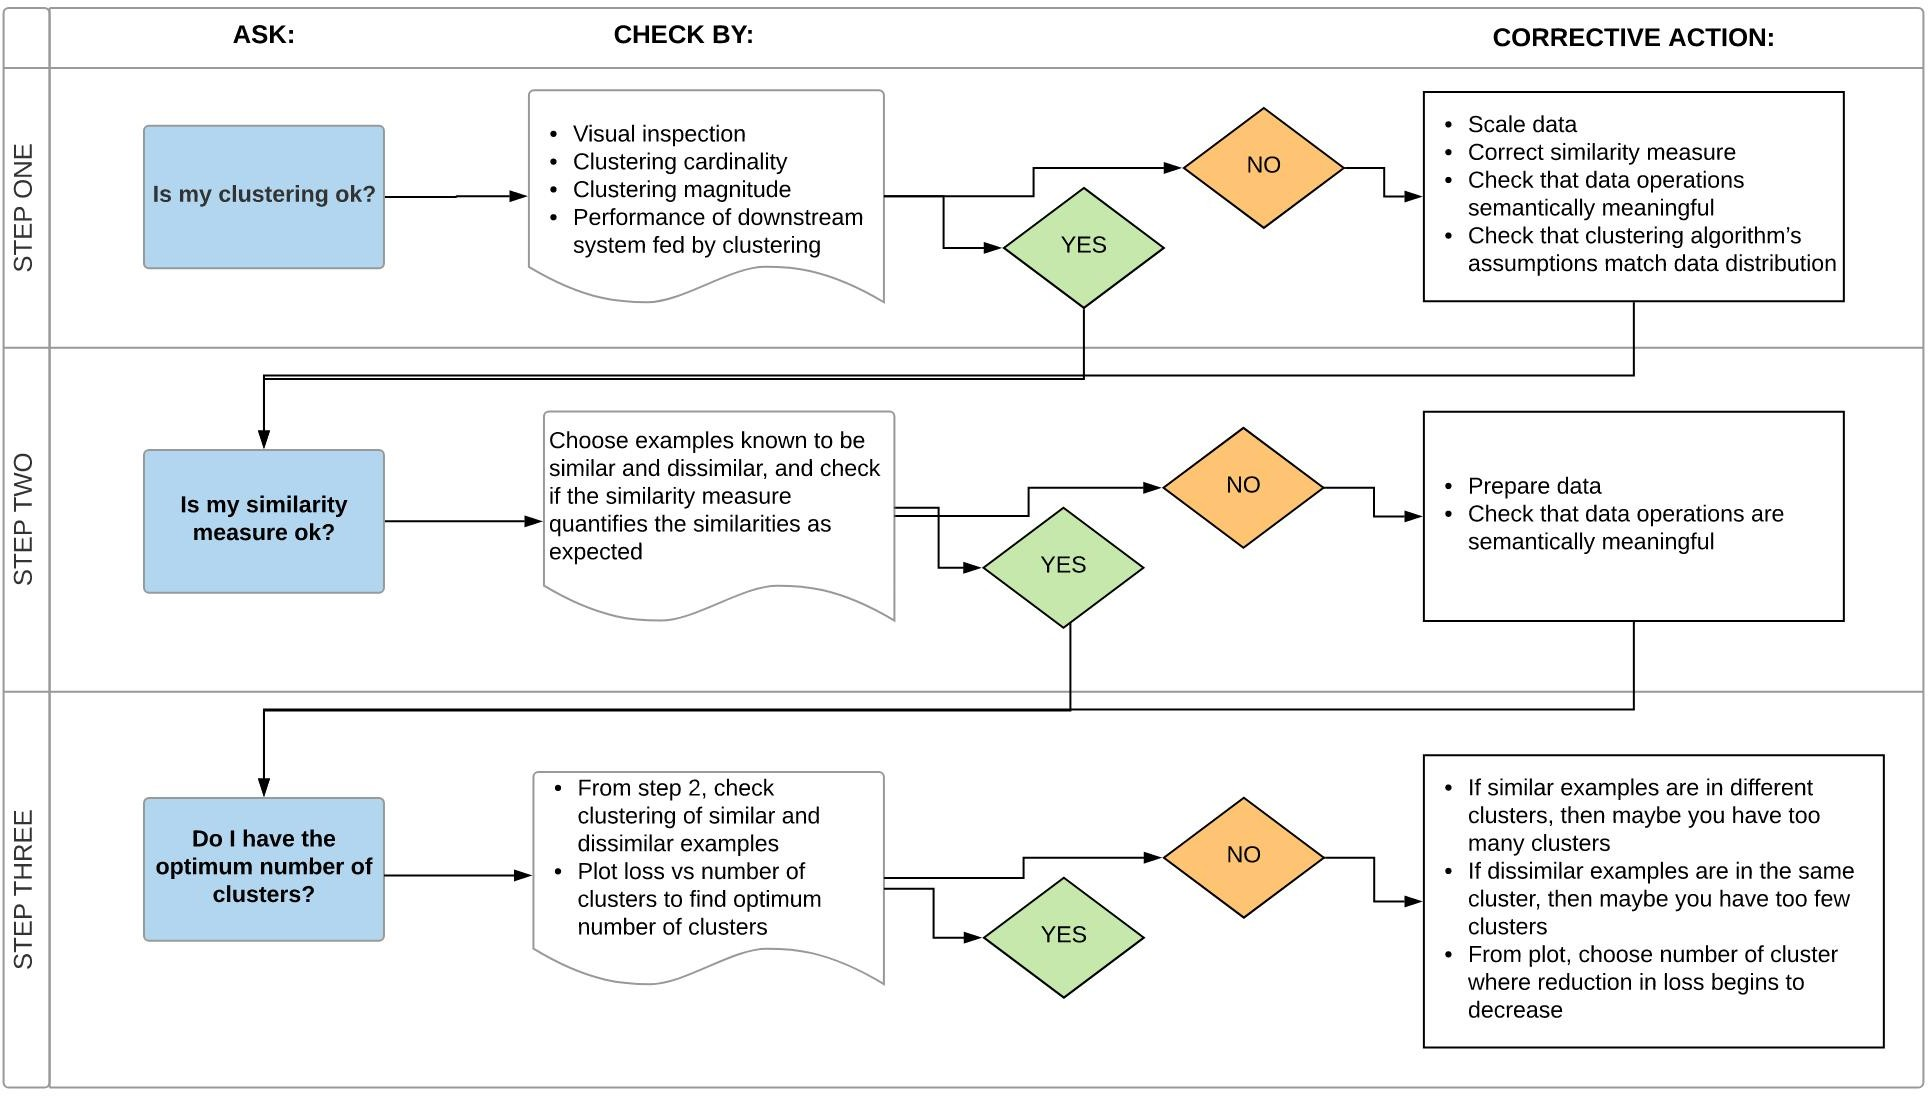 ASK:
CHECK BY:
CORRECTIVE ACTION:
STEP ONE
Is my clustering ok?
• Visual inspection
• Clustering cardinality
• Clustering magnitude
• Performance of downstream
system fed by clustering
YES
NO
• Scale data
• Correct similarity measure
• Check that data operations
semantically meaningful
• Check that clustering algorithm’s
assumptions match data distribution
STEP TWO
Is my similarity
measure ok?
Choose examples known to be
similar and dissimilar, and check
if the similarity measure
quantifies the similarities as
expected
YES
NO
• Prepare data
• Check that data operations are
semantically meaningful
STEP THREE
Do I have the
optimum number of
clusters?
• From step 2, check
clustering of similar and
dissimilar examples
• Plot loss vs number of
clusters to find optimum
number of clusters
YES
NO
• If similar examples are in different
clusters, then maybe you have too
many clusters
• If dissimilar examples are in the same
cluster, then maybe you have too few
clusters
• From plot, choose number of cluster
where reduction in loss begins to
decrease